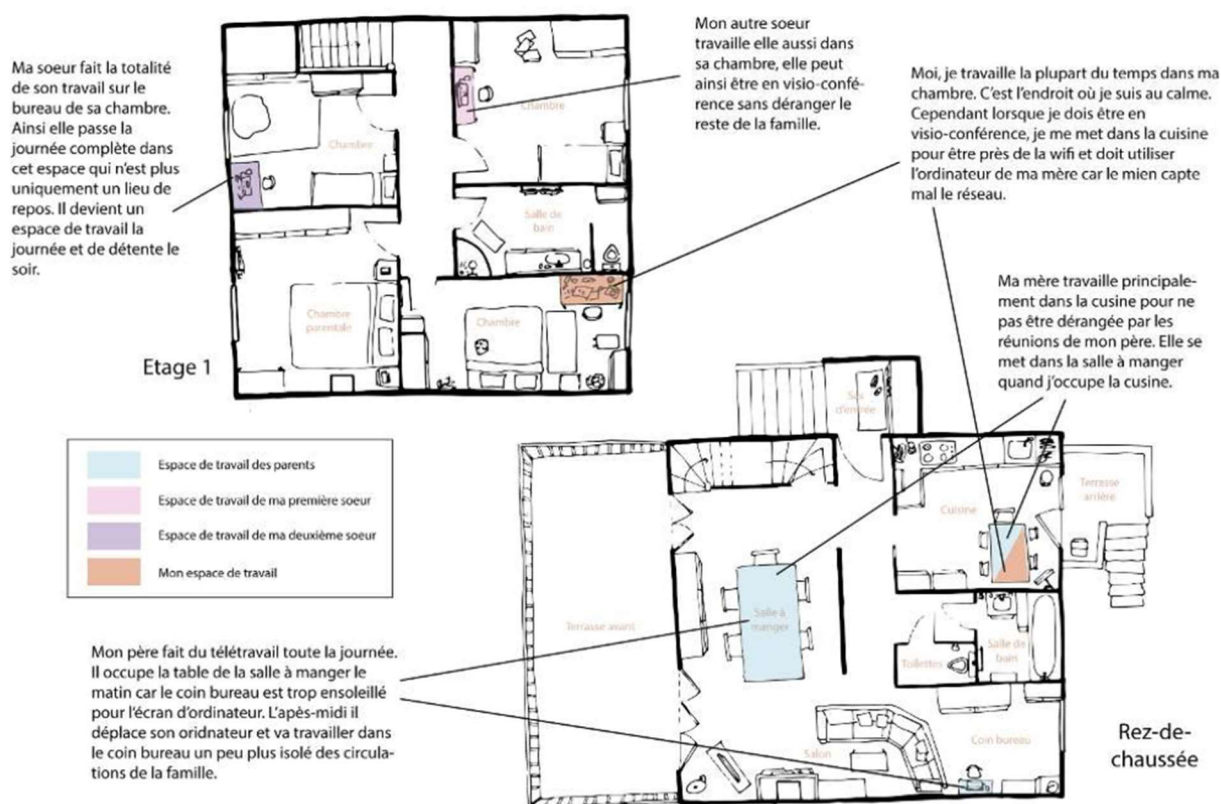 Ma soeur fait la totalité
de son travail sur le
bureau de sa chambre.
Ainsi elle passe la
journée complète dans
cet espace qui n'est plus
uniquement un lieu de
repos. Il devient un
espace de travail la
journée et de détente le
soir.
Mon autre soeur
travaille elle aussi dans
sa chambre, elle peut
ainsi être en visio-confé-
rence sans déranger le
reste de la famille.
Moi, je travaille la plupart du temps dans ma
chambre. C'est l'endroit où je suis au calme.
Cependant lorsque je dois être en
visio-conférence, je me met dans la cuisine
pour être près de la wifi et doit utiliser
l'ordinateur de ma mère car le mien capte
mal le réseau.
Ma mère travaille principale-
ment dans la cusine pour ne
pas être dérangée par les
réunions de mon père. Elle se
met dans la salle à manger
quand j'occupe la cusine.
Chambre
Chambre
Salle de
bain
Chambre
parentale
Chambre
Etage 1
Espace de travail des parents
Espace de travail de ma première soeur
Espace de travail de ma deuxième soeur
Mon espace de travail
Mon père fait du télétravail toute la journée.
Il occupe la table de la salle à manger le
matin car le coin bureau est trop ensoleillé
pour l'écran d'ordinateur. L'apès-midi il
déplace son oridnateur et va travailler dans
le coin bureau un peu plus isolé des circula-
tions de la famille.
Sas
d'entrée
Cuisine
Terrasse
arrière
Terrasse avant
Salle à
manger
Toilettes
Salle de
bain
Salon
Coin bureau
Rez-de-
chaussée